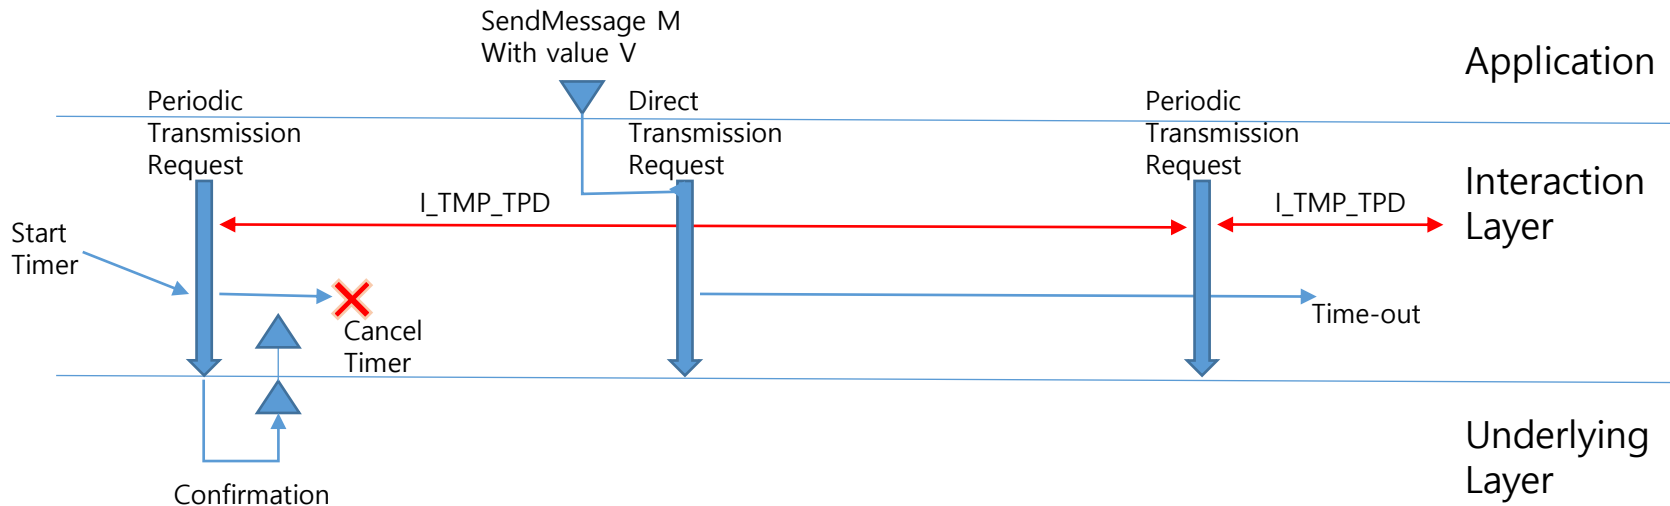 SendMessage M
With value V
Application
Periodic
Transmission
Request
Direct
Transmission
Request
Periodic
Transmission
Request
Interaction
Layer
I_TMP_TPD
I_TMP_TPD
Start
Timer
Time-out
Cancel
Timer
Underlying
Layer
Confirmation